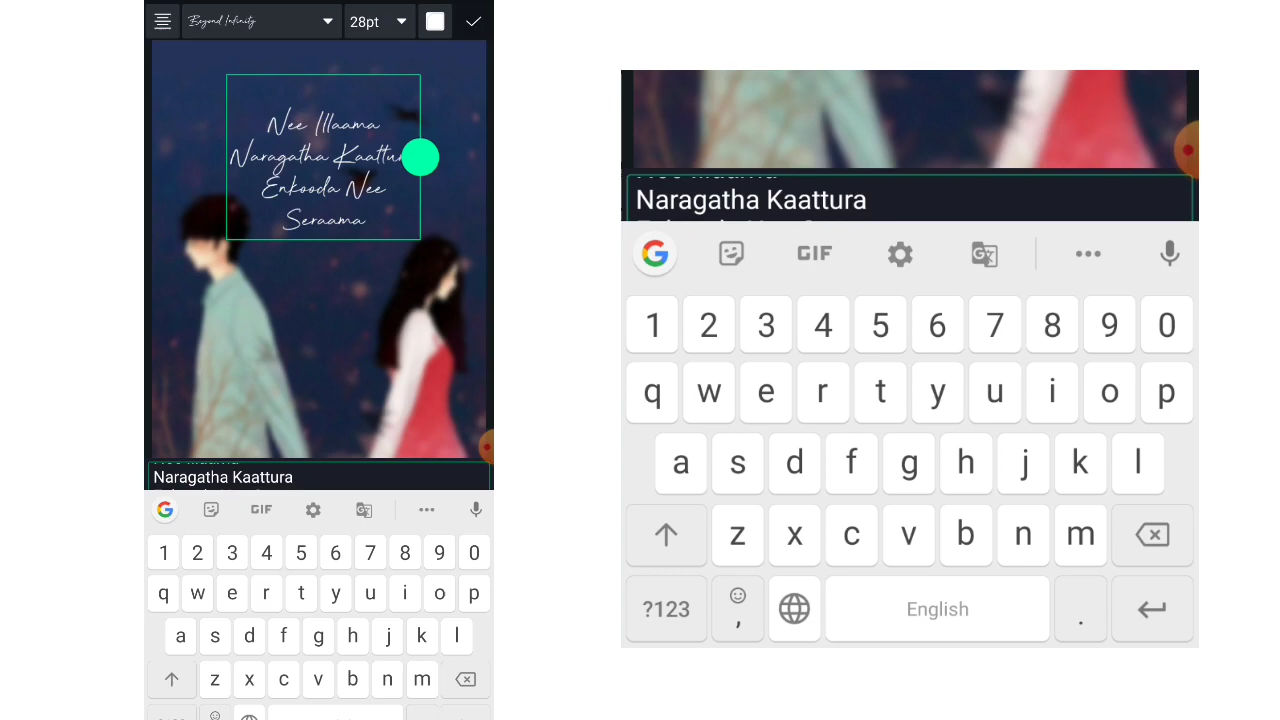 Beyond Infinity
28pt
Nee Illaama
Naragatha Kaattura
Enkooda Nee
Seraama
Naragatha Kaattura
GIF
1 2 3 4 5 6 7 8 9 0
q w e r t y u i o p
a s d f g h j k l
z x c v b n m
Naragatha Kaattura
G GIF
1 2 3 4 5 6 7 8 9 0
q w e r t y u i o p
a s d f g h j k l
z x c v b n m
?123 , English .